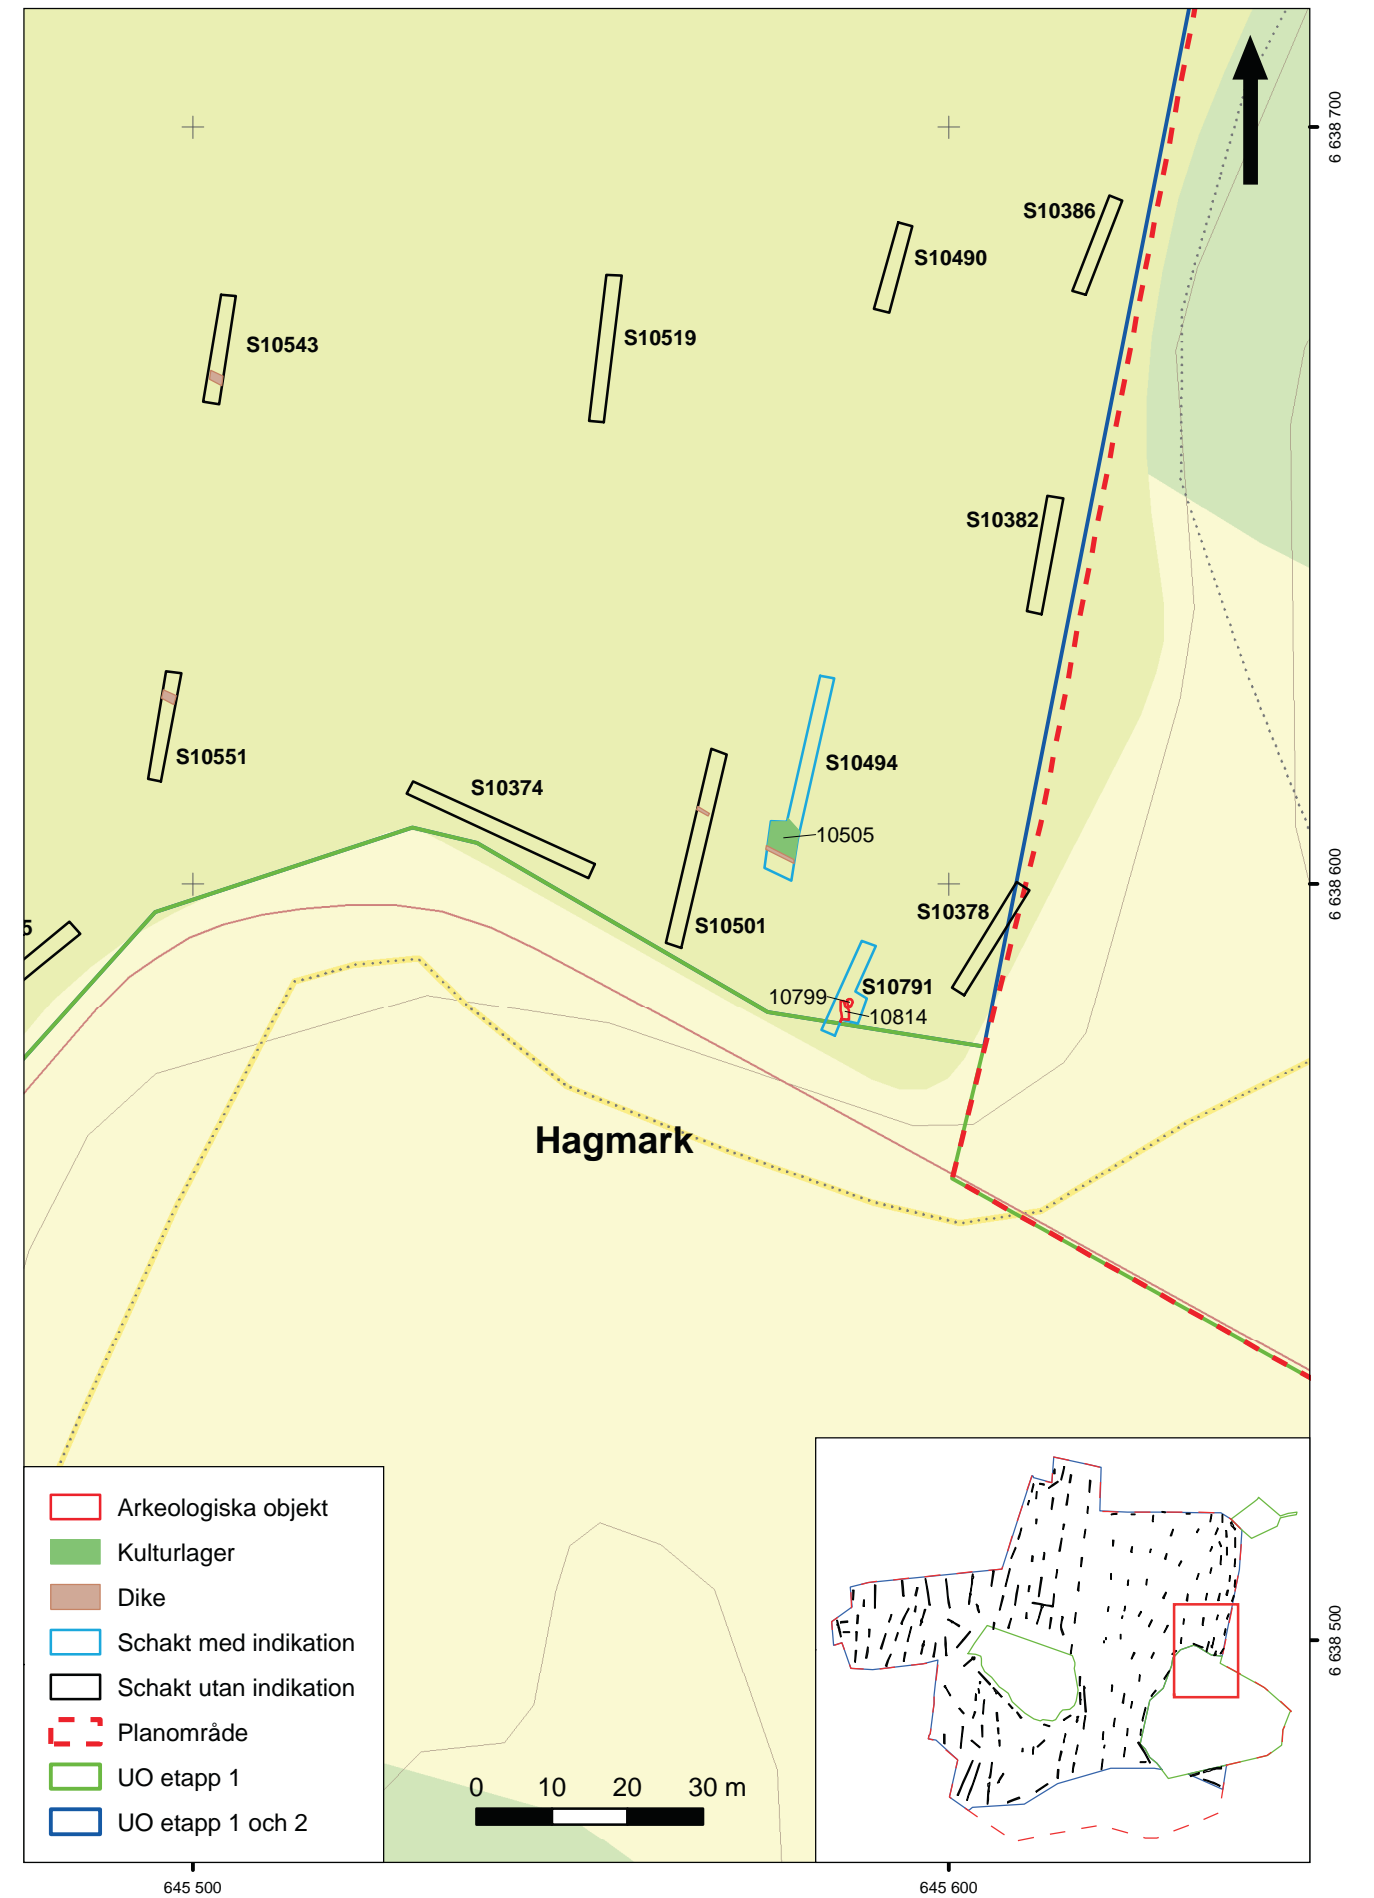 6 638 700
S10386
S10490
S10543
S10519
S10382
S10551
S10494
S10374
10505
6 638 600
S10378
S10501
5
S10791
10799
10814
Hagmark
Arkeologiska objekt
Kulturlager
Dike
Schakt med indikation
Schakt utan indikation
Planområde
UO etapp 1
UO etapp 1 och 2
0 10 20 30 m
6 638 500
645 500
645 600